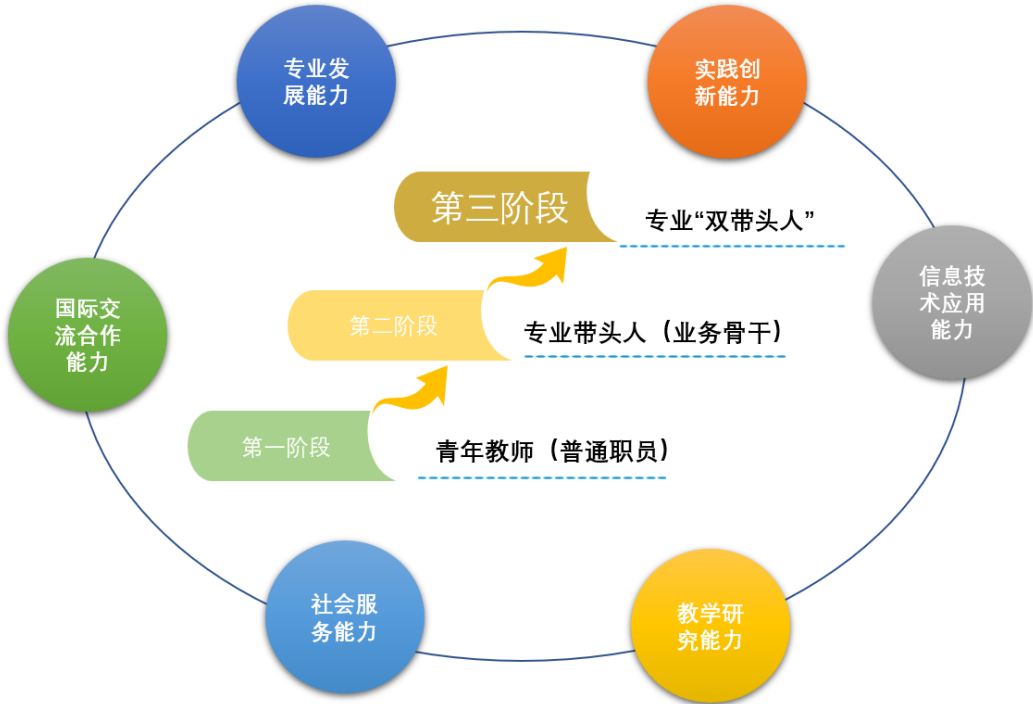 专业发
展能力
实践创
新能力
第三阶段
专业“双带头人”
信息技
术应用
能力
国际交
流合作
能力
第二阶段
专业带头人（业务骨干）
第一阶段
青年教师（普通职员）
社会服
务能力
教学研
究能力